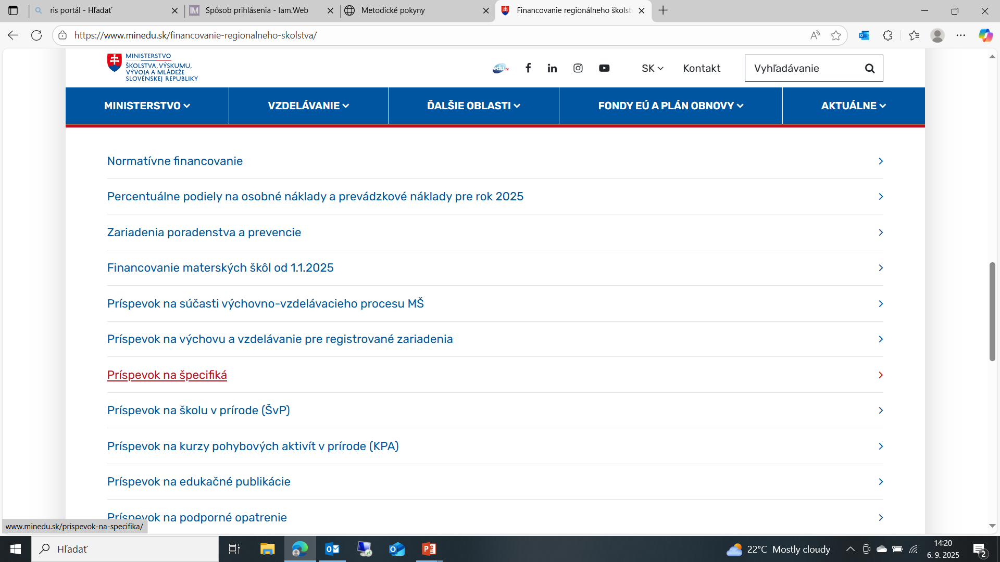 ris portál - Hľadať
Spôsob prihlásenia - Iam.Web
Metodické pokyny
Financovanie regionálneho školst
https://www.minedu.sk/financovanie-regionalneho-skolstva/
MINISTERSTVO
ŠKOLSTVA, VÝSKUMU,
VÝVOJA A MLÁDEŽE
SLOVENSKEJ REPUBLIKY
edu tv
SK
Kontakt
Vyhľadávanie
MINISTERSTVO
VZDELÁVANIE
ĎALŠIE OBLASTI
FONDY EÚ A PLÁN OBNOVY
AKTUÁLNE
Normatívne financovanie
Percentuálne podiely na osobné náklady a prevádzkové náklady pre rok 2025
Zariadenia poradenstva a prevencie
Financovanie materských škôl od 1.1.2025
Príspevok na súčasti výchovno-vzdelávacieho procesu MŠ
Príspevok na výchovu a vzdelávanie pre registrované zariadenia
Príspevok na špecifiká
Príspevok na školu v prírode (ŠvP)
Príspevok na kurzy pohybových aktivít v prírode (KPA)
Príspevok na edukačné publikácie
Príspevok na podporné opatrenie
www.minedu.sk/prispevok-na-specifika/
Hľadať
22°C Mostly cloudy
14:20
6. 9. 2025
2